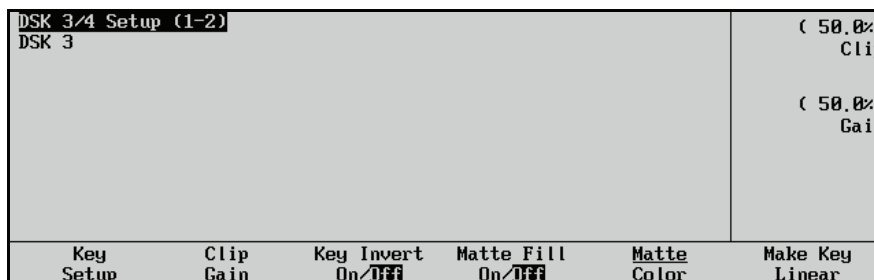 DSK 3/4 Setup (1-2)
DSK 3
( 50.0%
Cli
( 50.0%
Gai
Key Setup
Clip Gain
Key Invert On/Off
Matte Fill On/Off
Matte Color
Make Key Linear